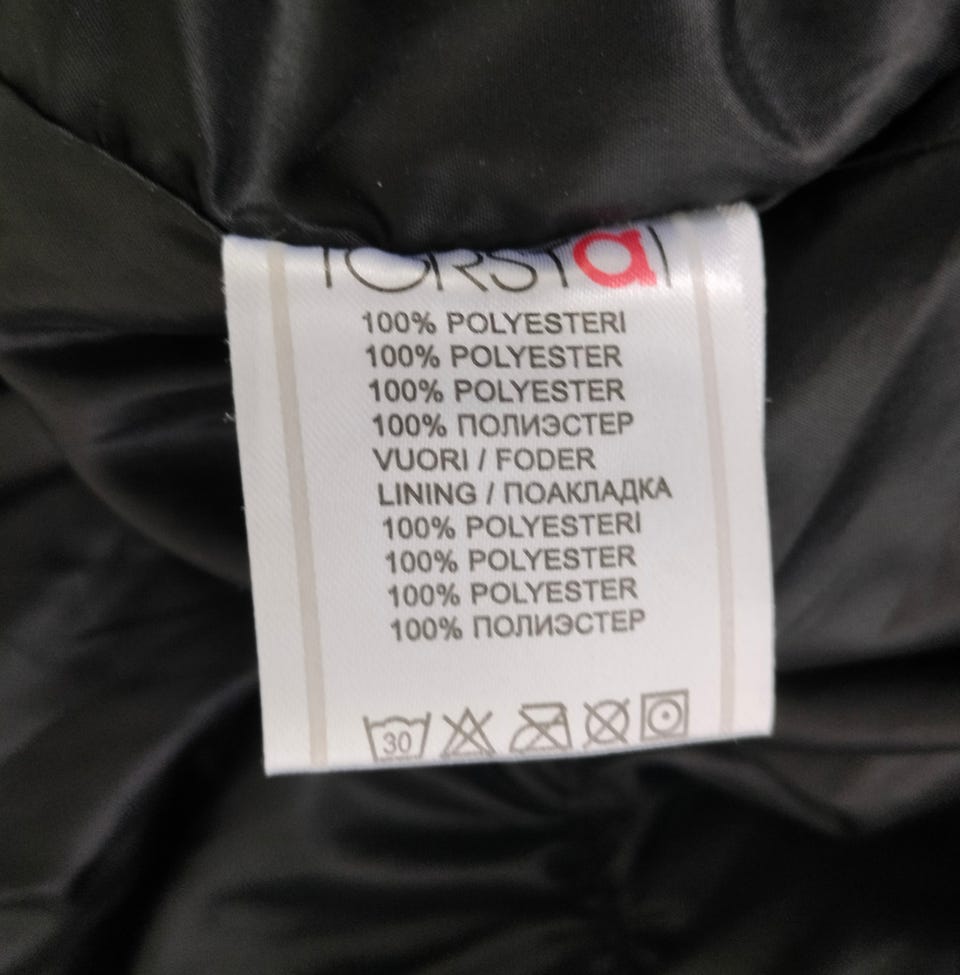 TORSTAI
100% POLYESTERI
100% POLYESTER
100% POLYESTER
100% ПОЛИЭСТЕР
VUORI / FODER
LINING / ПОАКЛАДКА
100% POLYESTERI
100% POLYESTER
100% POLYESTER
100% ПОЛИЭСТЕР
30